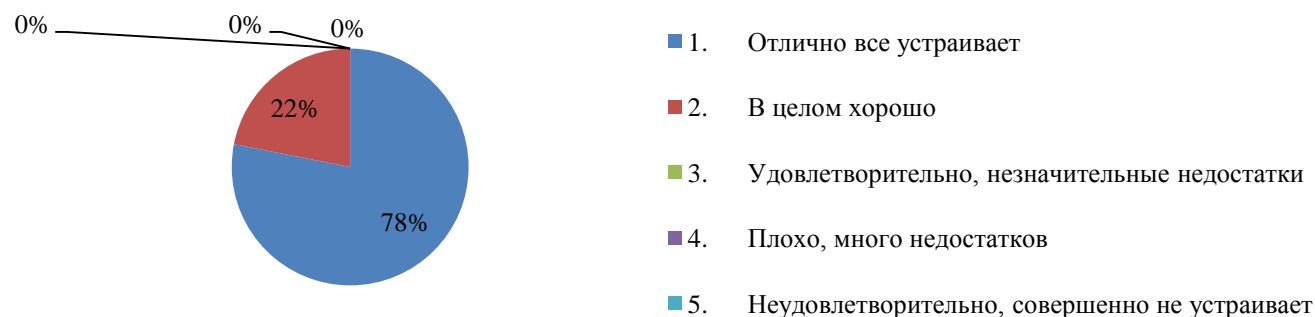 0%
0%
0%
22%
78%
1. Отлично все устраивает
2. В целом хорошо
3. Удовлетворительно, незначительные недостатки
4. Плохо, много недостатков
5. Неудовлетворительно, совершенно не устраивает